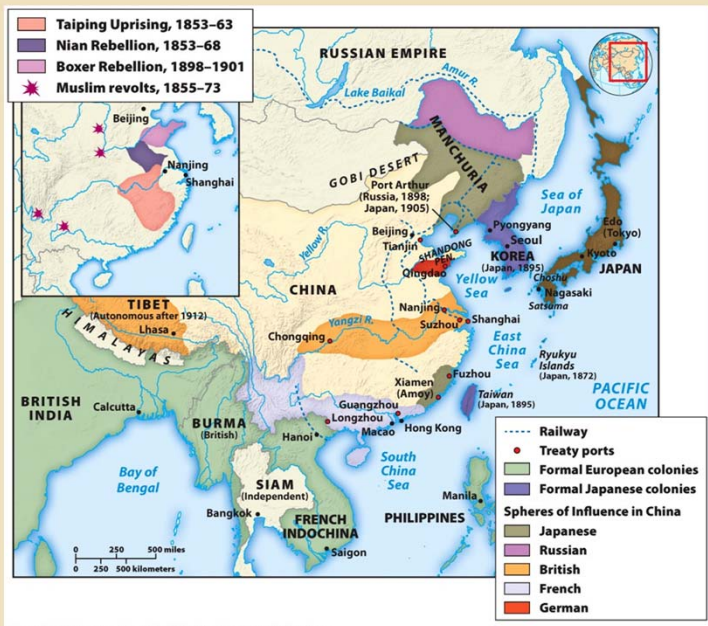 Taiping Uprising, 1853–63
Nian Rebellion, 1853–68
Boxer Rebellion, 1898–1901
Muslim revolts, 1855–73
Beijing
Nanjing
Shanghai
RUSSIAN EMPIRE
Lake Baikal
Amur R.
MANCHURIA
GOBI DESERT
Port Arthur
(Russia, 1898;
Japan, 1905)
Sea of
Japan
Beijing
Tianjin
Pyongyang
Seoul
KOREA
(Japan, 1895)
Edo
(Tokyo)
Kyoto
JAPAN
Choshu
Nagasaki
Satsuma
SHANDONG
PEN.
Qingdao
Yellow
Sea
Yellow R.
CHINA
TIBET
(Autonomous after 1912)
Lhasa
HIMALAYAS
Nanjing
Yangzi R.
Suzhou
Shanghai
Chongqing
East
China
Sea
Ryukyu
Islands
(Japan, 1872)
Fuzhou
Xiamen
(Amoy)
Taiwan
(Japan, 1895)
PACIFIC
OCEAN
BRITISH
INDIA
Calcutta
BURMA
(British)
Guangzhou
Longzhou
Macao
Hong Kong
Hanoi
South
China
Sea
Bay of
Bengal
SIAM
(Independent)
Bangkok
FRENCH
INDOCHINA
Saigon
Manila
PHILIPPINES
0 250 500 miles
0 250 500 kilometers
Railway
Treaty ports
Formal European colonies
Formal Japanese colonies
Spheres of Influence in China
Japanese
Russian
British
French
German